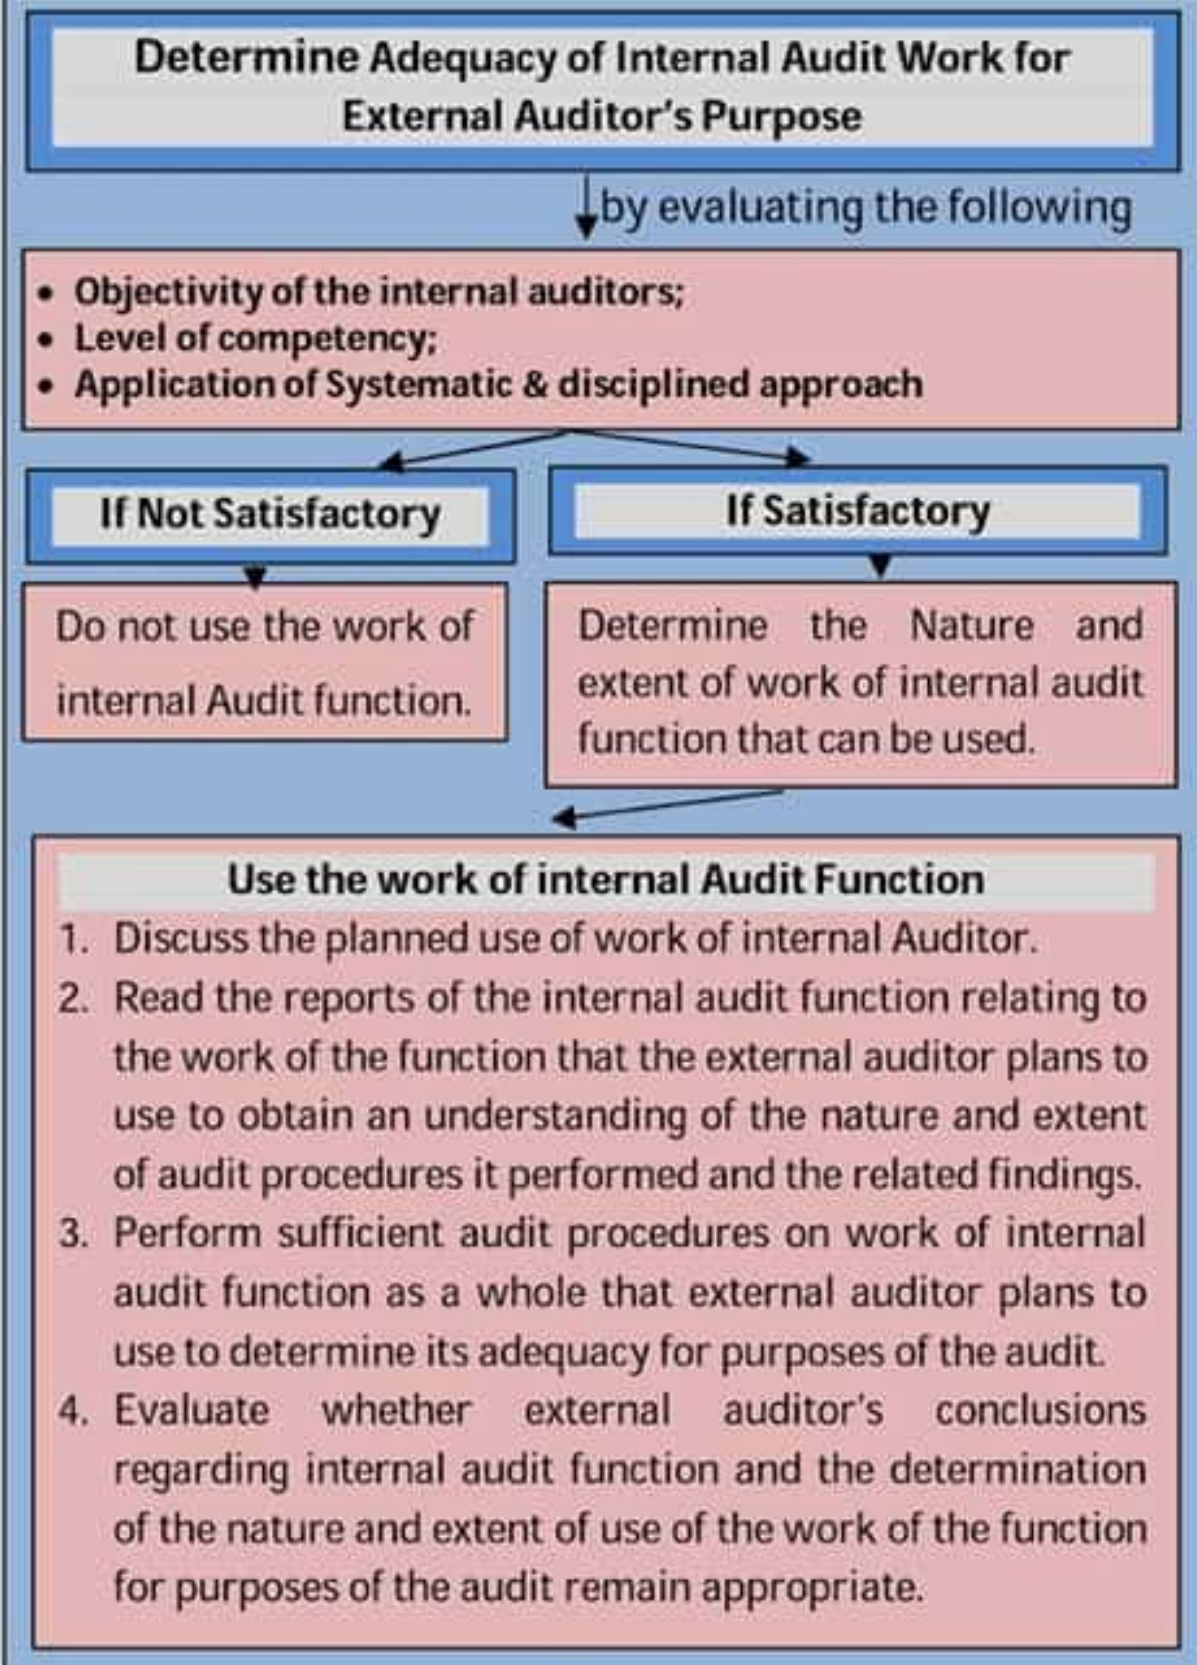 Determine Adequacy of Internal Audit Work for
External Auditor's Purpose
by evaluating the following
• Objectivity of the internal auditors;
• Level of competency;
• Application of Systematic & disciplined approach
If Not Satisfactory
If Satisfactory
Do not use the work of
internal Audit function.
Determine the Nature and
extent of work of internal audit
function that can be used.
Use the work of internal Audit Function
1. Discuss the planned use of work of internal Auditor.
2. Read the reports of the internal audit function relating to
the work of the function that the external auditor plans to
use to obtain an understanding of the nature and extent
of audit procedures it performed and the related findings.
3. Perform sufficient audit procedures on work of internal
audit function as a whole that external auditor plans to
use to determine its adequacy for purposes of the audit.
4. Evaluate whether external auditor's conclusions
regarding internal audit function and the determination
of the nature and extent of use of the work of the function
for purposes of the audit remain appropriate.